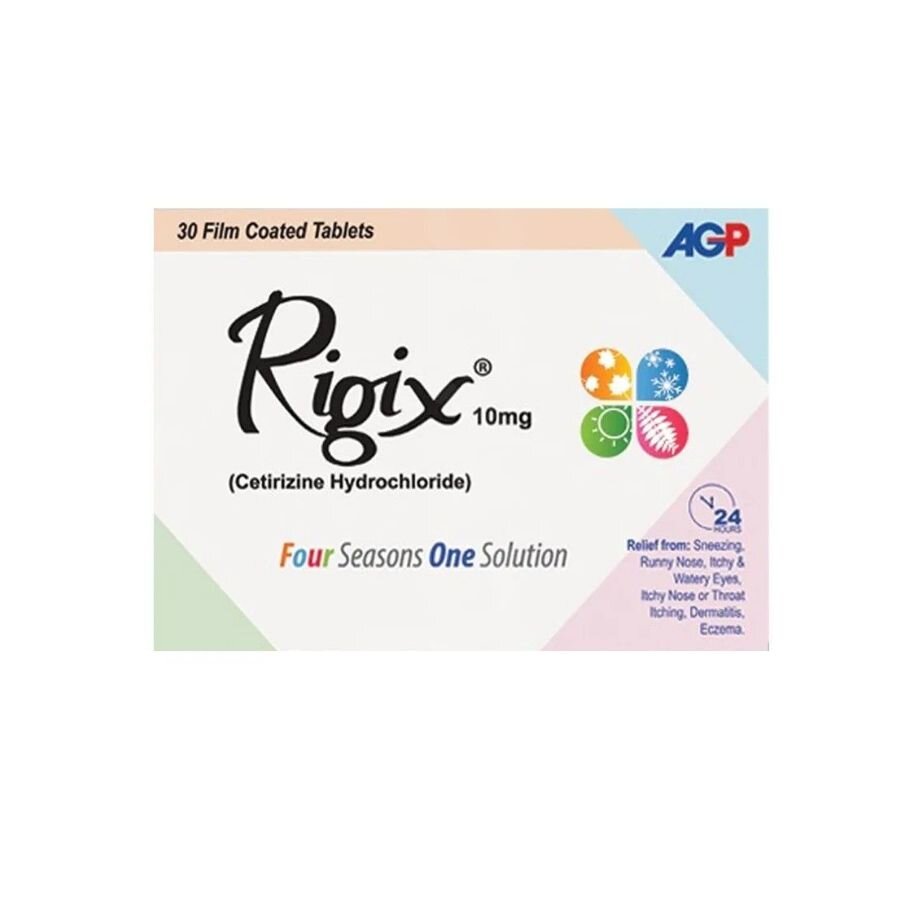 30 Film Coated Tablets
AGP
Rigix® 10mg
(Cetirizine Hydrochloride)
Four Seasons One Solution
24
HOURS
Relief from: Sneezing,
Runny Nose, Itchy &
Watery Eyes,
Itchy Nose or Throat
Itching, Dermatitis,
Eczema.